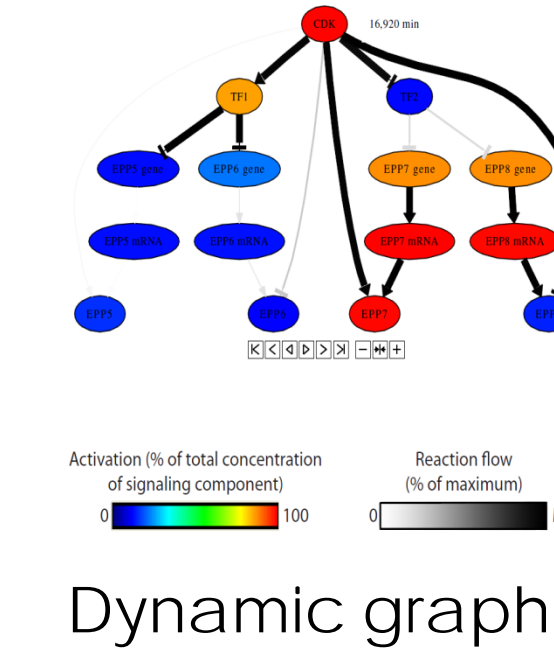 CDK 16,920 min
TF1 TF2
EPP5 gene EPP6 gene EPP7 gene EPP8 gene
EPP5 mRNA EPP6 mRNA EPP7 mRNA EPP8 mRNA
EPP5 EPP6 EPP7
Activation (% of total concentration
of signaling component)
0 100
Reaction flow
(% of maximum)
0
Dynamic graph